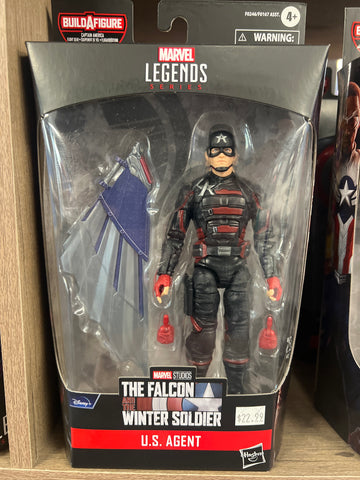 BUILD A FIGURE
CAPTAIN AMERICA
F0246/F0147 ASST.
WARNING:
4+
MARVEL
LEGENDS
SERIES
MARVEL STUDIOS
THE FALCON
AND THE
WINTER SOLDIER
Disney+
$22.99
U.S. AGENT
Hasbro